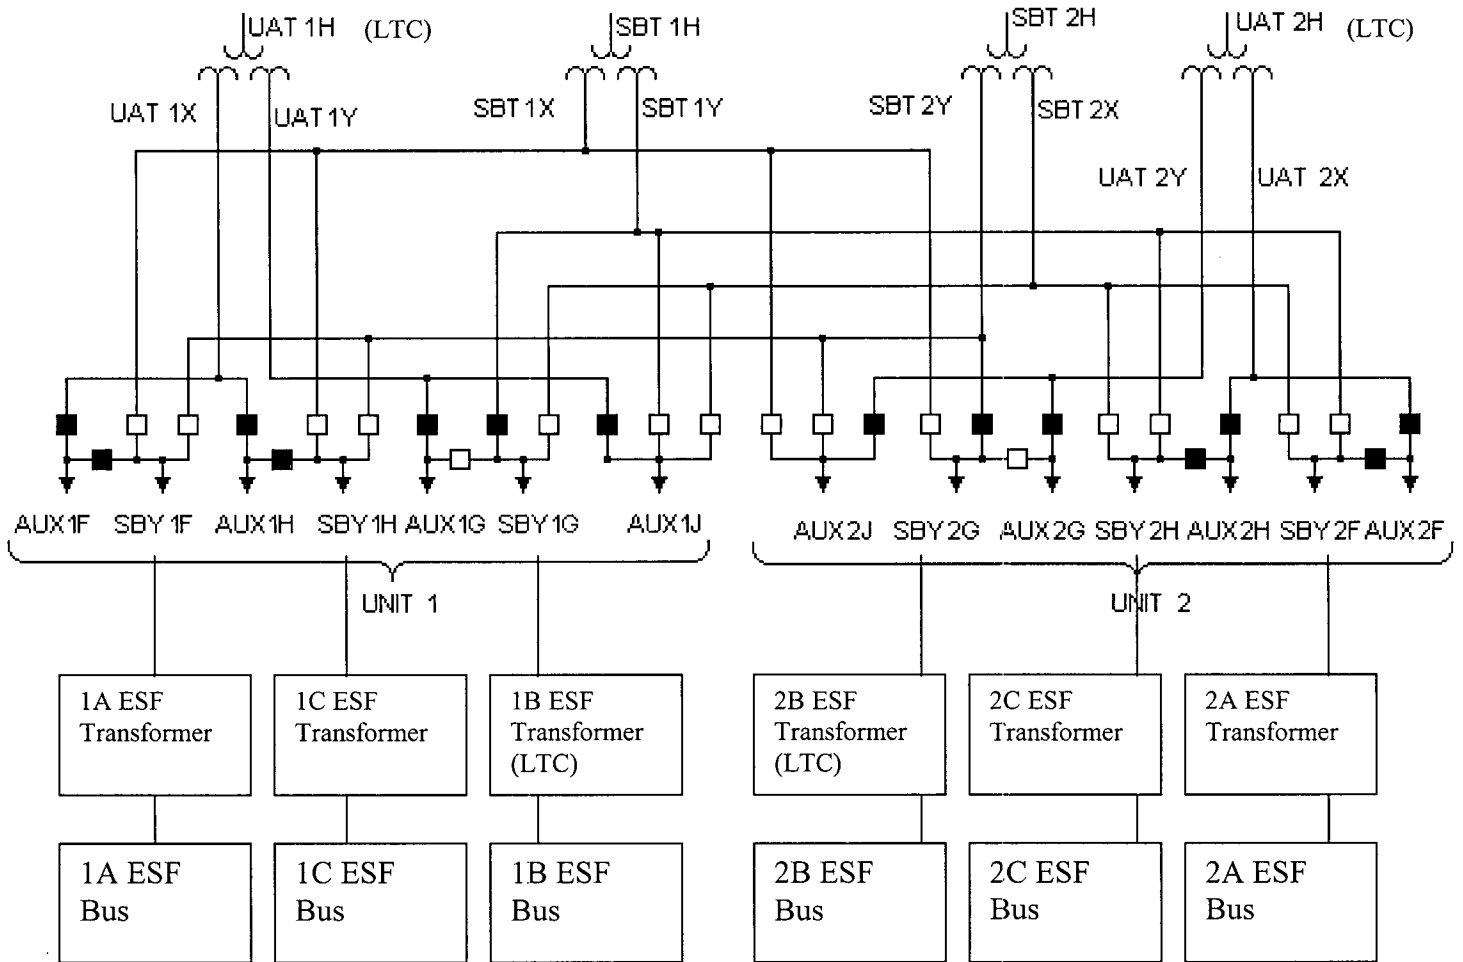 UAT 1H (LTC)
SBT 1H
SBT 2H
UAT 2H (LTC)
UAT 1X
UAT 1Y
SBT 1X
SBT 1Y
SBT 2Y
SBT 2X
UAT 2Y
UAT 2X
AUX1F
SBY1F
AUX1H
SBY1H
AUX1G
SBY1G
AUX1J
AUX2J
SBY2G
AUX2G
SBY2H
AUX2H
SBY2F
AUX2F
UNIT 1
UNIT 2
1A ESF
Transformer
1C ESF
Transformer
1B ESF
Transformer
(LTC)
2B ESF
Transformer
(LTC)
2C ESF
Transformer
2A ESF
Transformer
1A ESF
Bus
1C ESF
Bus
1B ESF
Bus
2B ESF
Bus
2C ESF
Bus
2A ESF
Bus